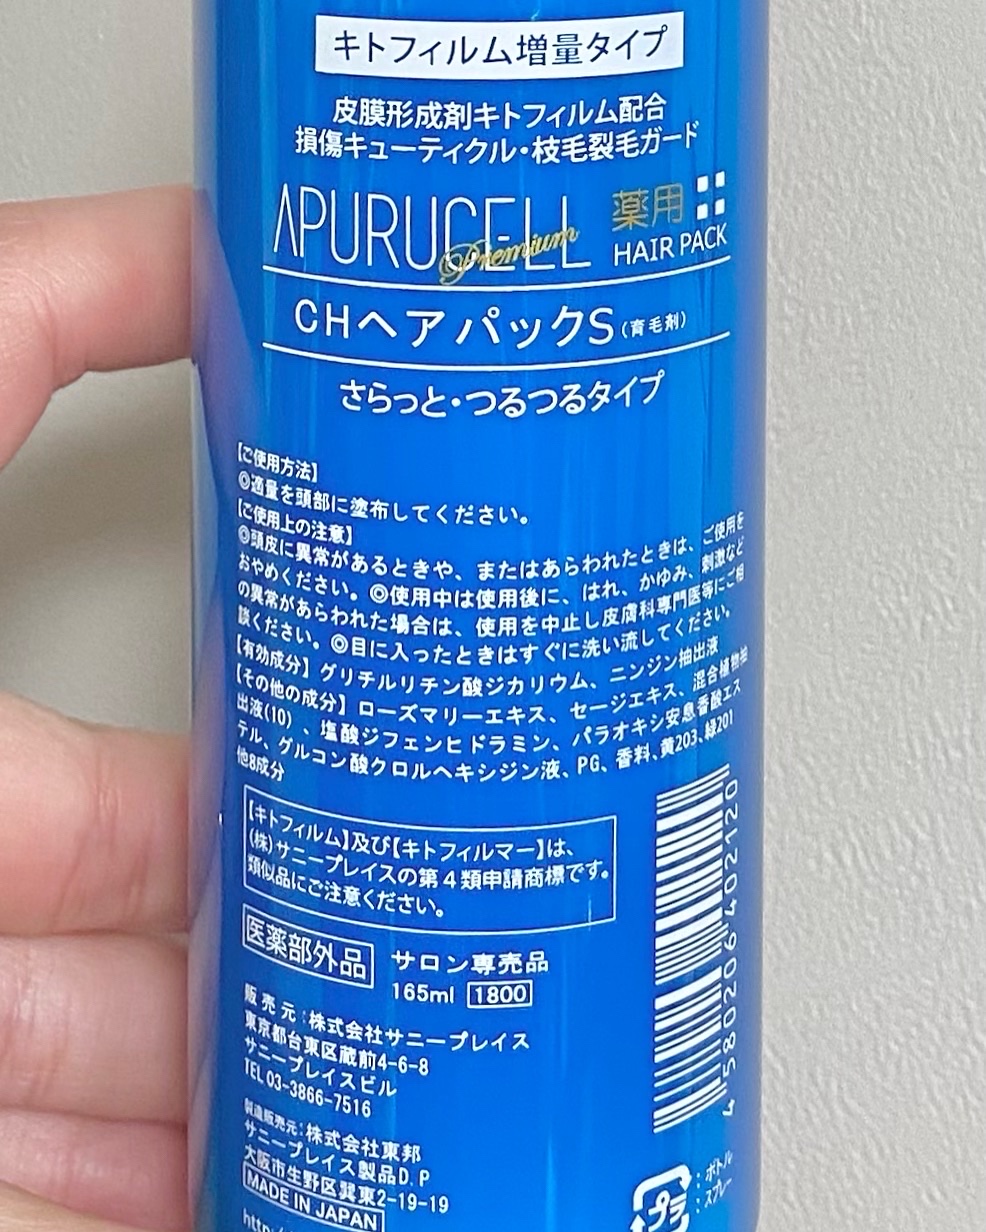 キトフィルム増量タイプ
皮膜形成剤キトフィルム配合
損傷キューティクル・枝毛裂毛ガード
APURUCELL
Premium
薬用
HAIR PACK
CHヘアパックS(育毛剤)
さらっと・つるつるタイプ
【ご使用方法】
◎適量を頭部に塗布してください。
【ご使用上の注意】
◎頭皮に異常があるときや、またはあらわれたときは、ご使用を
おやめください。◎使用中は使用後に、はれ、かゆみ、刺激など
の異常があらわれた場合は、使用を中止し皮膚科専門医等にご相
談ください。◎目に入ったときはすぐに洗い流してください。
【有効成分】グリチルリチン酸ジカリウム、ニンジン抽出液
【その他の成分】ローズマリーエキス、セージエキス、混合植物抽
出液(10)、塩酸ジフェンヒドラミン、パラオキシ安息香酸エス
テル、グルコン酸クロルヘキシジン液、PG、香料、黄203、緑201
他8成分
【キトフィルム】及び【キトフィルマー】は、
(株)サニープレイスの第4類申請商標です。
類似品にご注意ください。
医薬部外品
サロン専売品
165ml 1800
販売元:株式会社サニープレイス
東京都台東区蔵前4-6-8
サニープレイスビル
TEL 03-3866-7516
製造販売元:株式会社東邦
サニープレイス製品D.P
大阪市生野区巽東2-19-19
MADE IN JAPAN
4 580206 402120
プラ
:ボトル
:スプレー